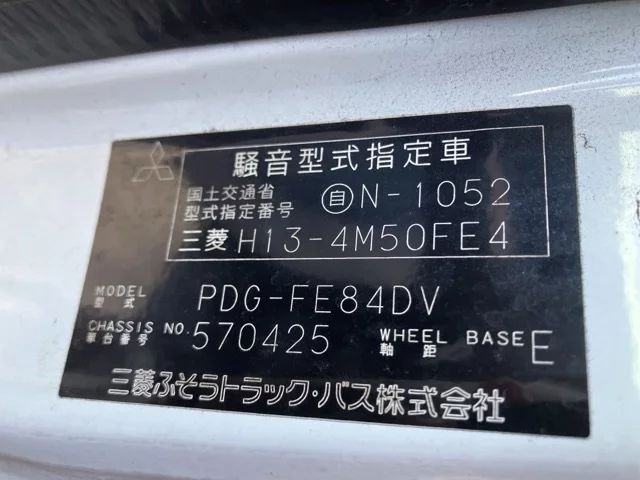 騒音型式指定車
国土交通省
型式指定番号 自N-1052
三菱 H13-4M50FE4
MODEL
型式 PDG-FE84DV
CHASSIS NO.
車台番号 570425
WHEEL BASE
軸距 E
三菱ふそうトラック・バス株式会社